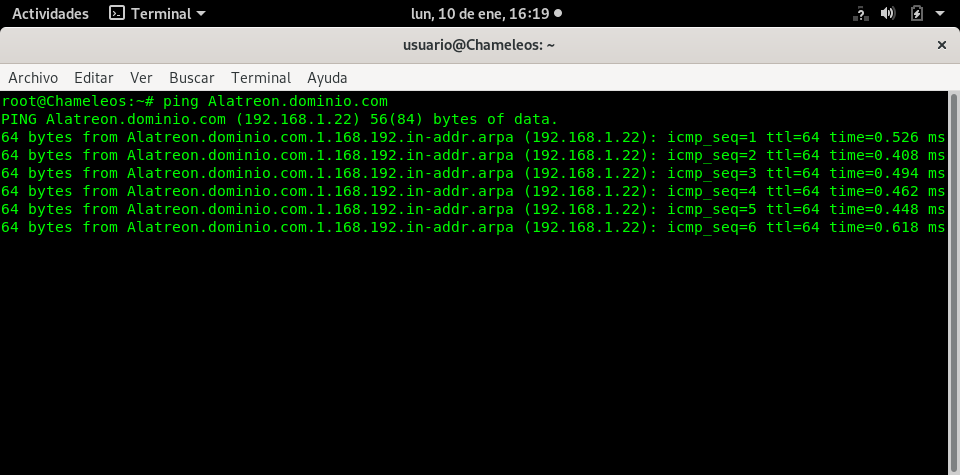 Actividades Terminal lun, 10 de ene, 16:19
usuario@Chameleos: ~
Archivo Editar Ver Buscar Terminal Ayuda
root@Chameleos:~# ping Alatreon.dominio.com
PING Alatreon.dominio.com (192.168.1.22) 56(84) bytes of data.
64 bytes from Alatreon.dominio.com.1.168.192.in-addr.arpa (192.168.1.22): icmp_seq=1 ttl=64 time=0.526 ms
64 bytes from Alatreon.dominio.com.1.168.192.in-addr.arpa (192.168.1.22): icmp_seq=2 ttl=64 time=0.408 ms
64 bytes from Alatreon.dominio.com.1.168.192.in-addr.arpa (192.168.1.22): icmp_seq=3 ttl=64 time=0.494 ms
64 bytes from Alatreon.dominio.com.1.168.192.in-addr.arpa (192.168.1.22): icmp_seq=4 ttl=64 time=0.462 ms
64 bytes from Alatreon.dominio.com.1.168.192.in-addr.arpa (192.168.1.22): icmp_seq=5 ttl=64 time=0.448 ms
64 bytes from Alatreon.dominio.com.1.168.192.in-addr.arpa (192.168.1.22): icmp_seq=6 ttl=64 time=0.618 ms